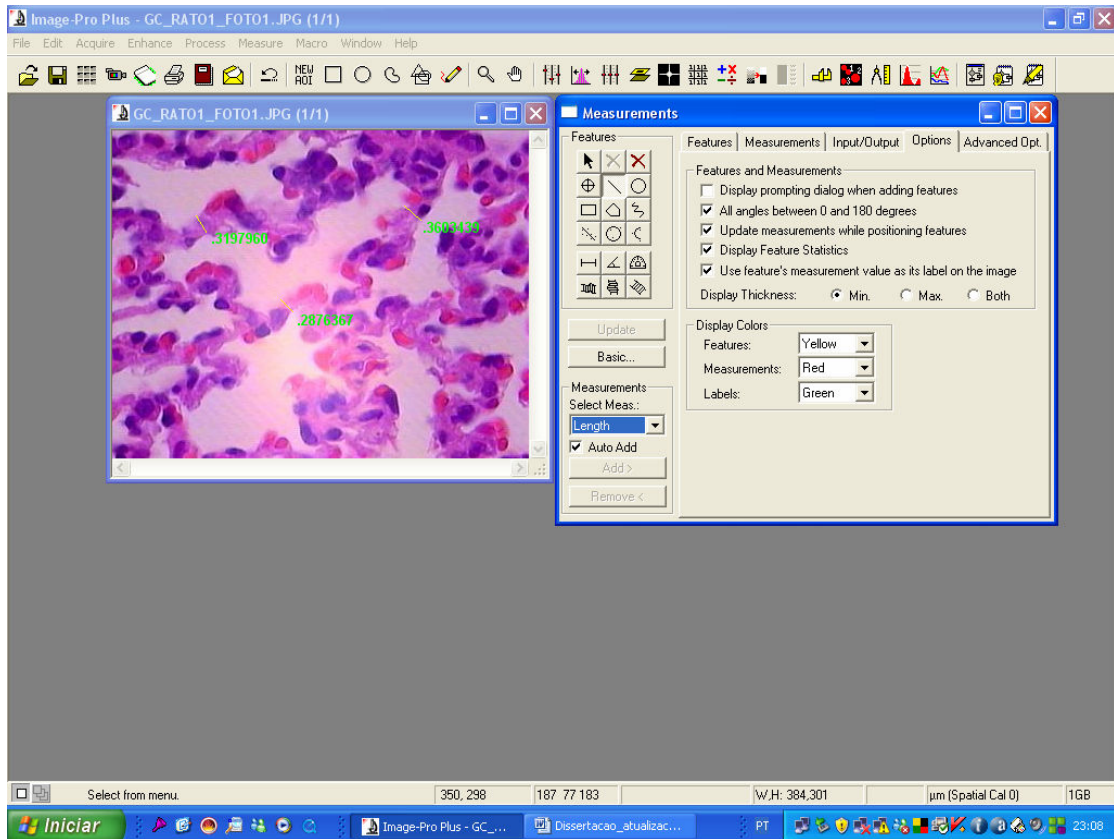 Image-Pro Plus - GC_RATO1_FOTO1.JPG (1/1)
File Edit Acquire Enhance Process Measure Macro Window Help
NEW
AOI
GC_RATO1_FOTO1.JPG (1/1)
.3197960
.3603439
.2876367
Measurements
Features
Update
Basic...
Measurements
Select Meas.:
Length
Auto Add
Add >
Remove <
Features Measurements Input/Output Options Advanced Opt.
Features and Measurements
Display prompting dialog when adding features
All angles between 0 and 180 degrees
Update measurements while positioning features
Display Feature Statistics
Use feature's measurement value as its label on the image
Display Thickness: Min. Max. Both
Display Colors
Features: Yellow
Measurements: Red
Labels: Green
Select from menu. 350, 298 187 77 183 W,H: 384,301 µm (Spatial Cal 0) 1GB
Iniciar Image-Pro Plus - GC_... Dissertacao_atualizac... PT 23:08